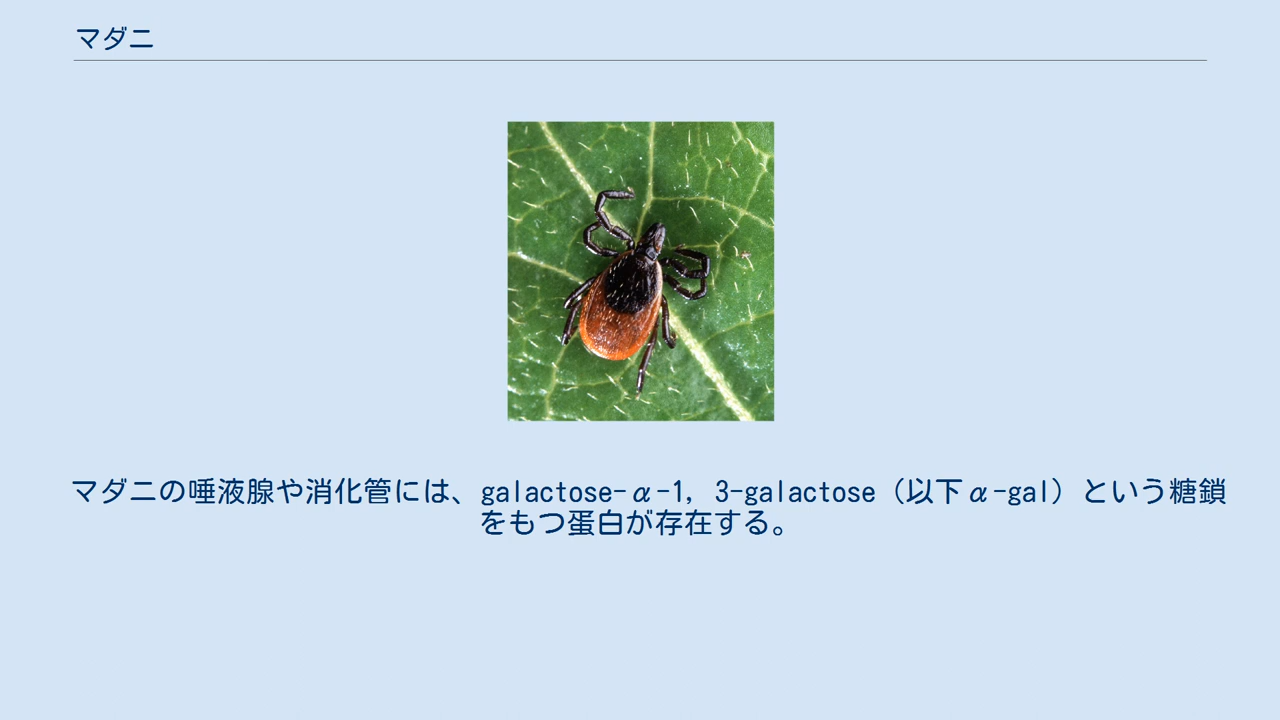 マダニ
マダニの唾液腺や消化管には、galactose-α-1, 3-galactose（以下α-gal）という糖鎖
をもつ蛋白が存在する。